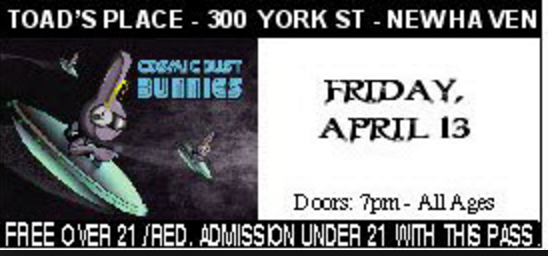 TOAD'S PLACE - 300 YORK ST - NEWHAVEN
COSMIC DUST
BUNNIES
FRIDAY,
APRIL 13
Doors: 7pm - All Ages
FREE OVER 21 / RED. ADMISSION UNDER 21 WITH THIS PASS